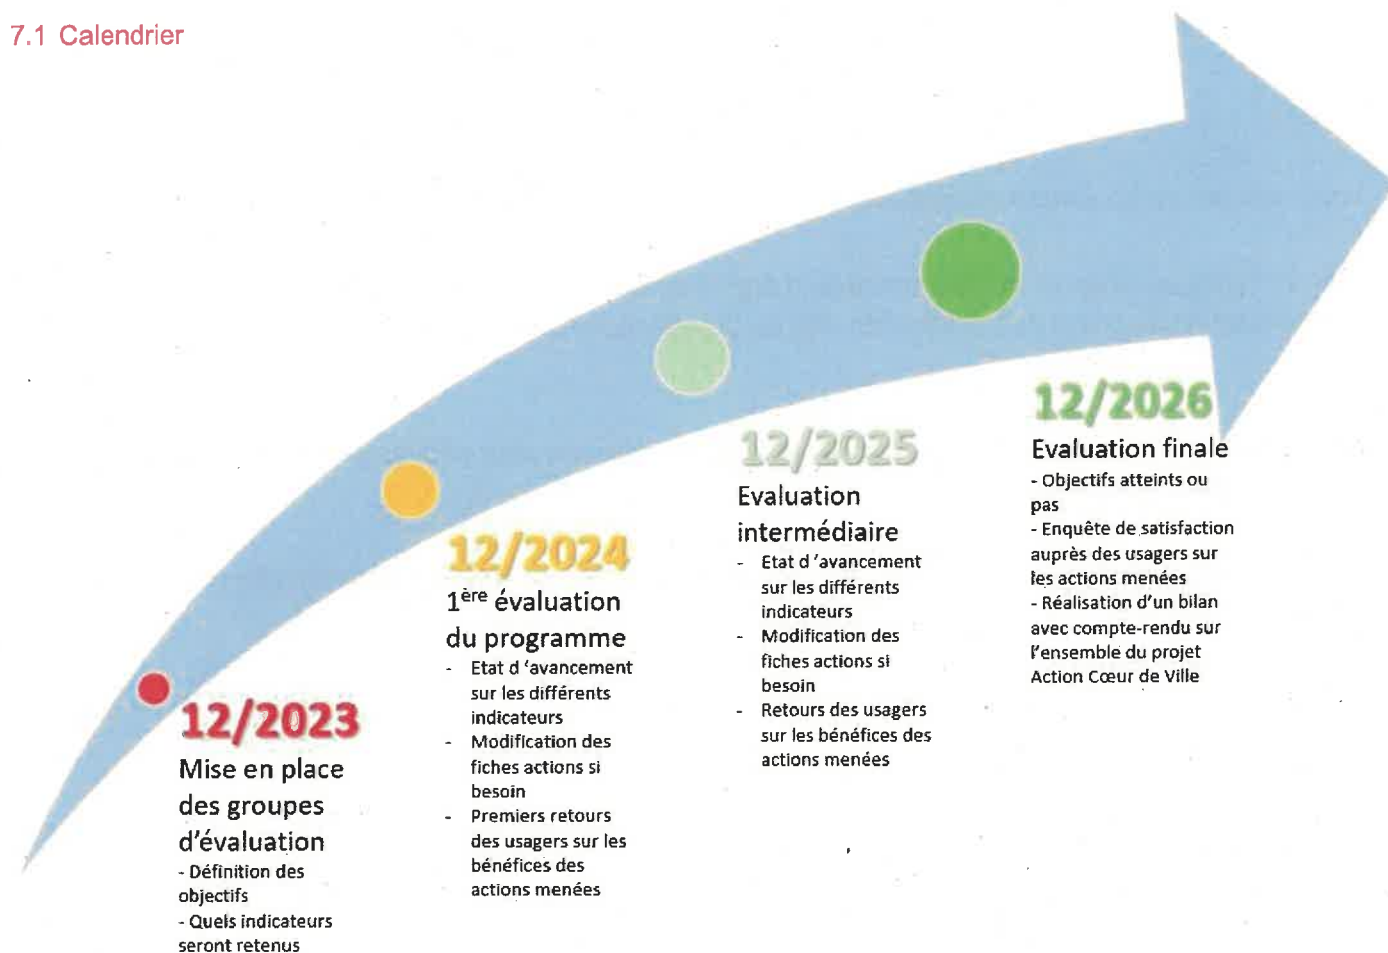 7.1 Calendrier
12/2023
Mise en place
des groupes
d'évaluation
- Définition des
objectifs
- Quels indicateurs
seront retenus
12/2024
1ère évaluation
du programme
- Etat d 'avancement
sur les différents
indicateurs
- Modification des
fiches actions si
besoin
- Premiers retours
des usagers sur les
bénéfices des
actions menées
12/2025
Evaluation
intermédiaire
- Etat d 'avancement
sur les différents
indicateurs
- Modification des
fiches actions si
besoin
- Retours des usagers
sur les bénéfices des
actions menées
12/2026
Evaluation finale
- Objectifs atteints ou
pas
- Enquête de satisfaction
auprès des usagers sur
les actions menées
- Réalisation d'un bilan
avec compte-rendu sur
l'ensemble du projet
Action Cœur de Ville